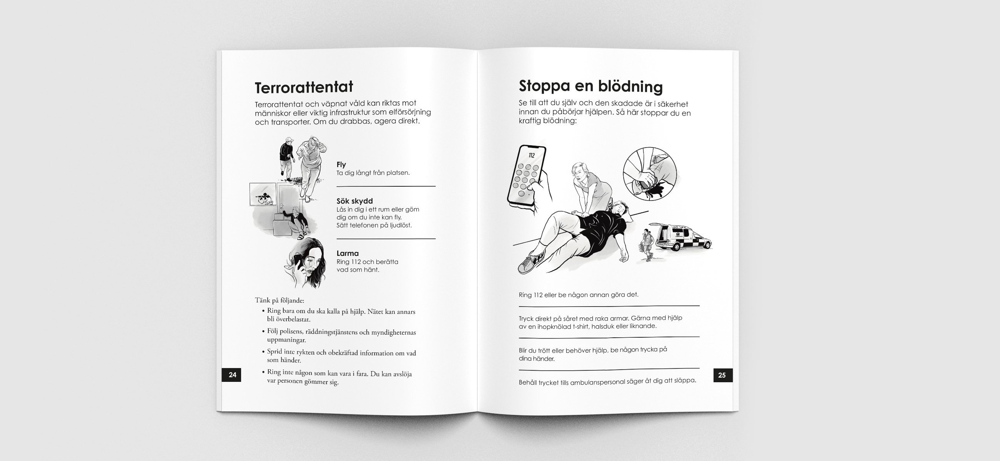 Terrorattentat
Terrorattentat och väpnat våld kan riktas mot
människor eller viktig infrastruktur som elförsörjning
och transporter. Om du drabbas, agera direkt.
Fly
Ta dig långt från platsen.
Sök skydd
Lås in dig i ett rum eller göm
dig om du inte kan fly.
Sätt telefonen på ljudlöst.
Larma
Ring 112 och berätta
vad som hänt.
Tänk på följande:
• Ring bara om du ska kalla på hjälp. Nätet kan annars
bli överbelastat.
• Följ polisens, räddningstjänstens och myndigheternas
uppmaningar.
• Sprid inte rykten och obekräftad information om vad
som händer.
• Ring inte någon som kan vara i fara. Du kan avslöja
var personen gömmer sig.
24
Stoppa en blödning
Se till att du själv och den skadade är i säkerhet
innan du påbörjar hjälpen. Så här stoppar du en
kraftig blödning:
112
Ring 112 eller be någon annan göra det.
Tryck direkt på såret med raka armar. Gärna med hjälp
av en ihopknölad t-shirt, halsduk eller liknande.
Blir du trött eller behöver hjälp, be någon trycka på
dina händer.
Behåll trycket tills ambulanspersonal säger åt dig att släppa.
25